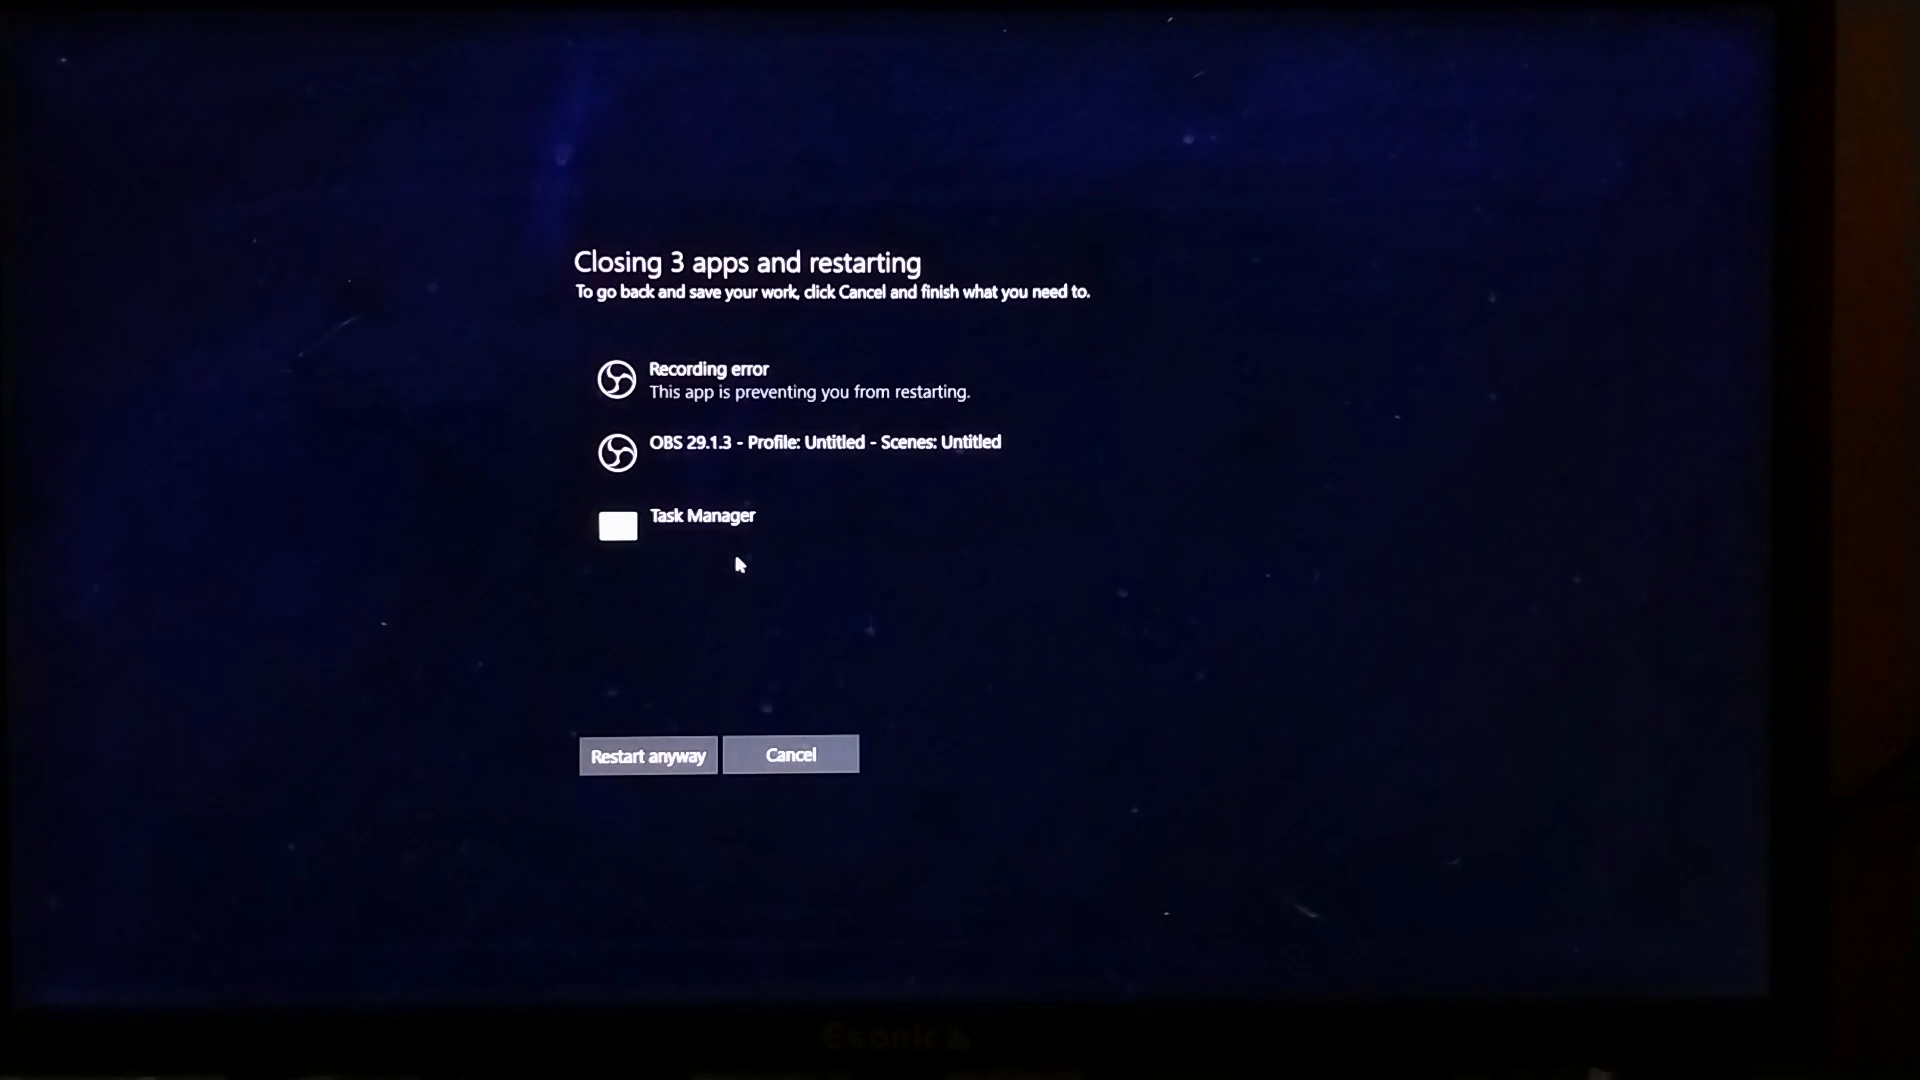 Closing 3 apps and restarting
To go back and save your work, click Cancel and finish what you need to.
Recording error
This app is preventing you from restarting.
OBS 29.1.3 - Profile: Untitled - Scenes: Untitled
Task Manager
Restart anyway
Cancel